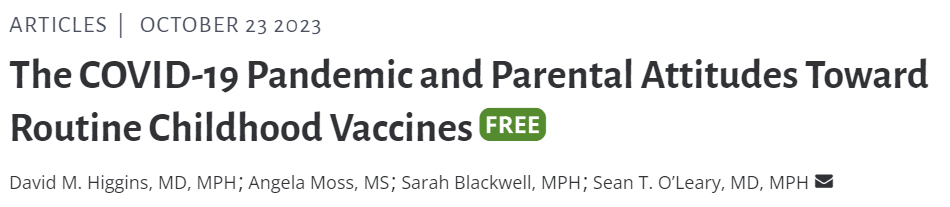 ARTICLES | OCTOBER 23 2023
The COVID-19 Pandemic and Parental Attitudes Toward
Routine Childhood Vaccines FREE
David M. Higgins, MD, MPH; Angela Moss, MS; Sarah Blackwell, MPH; Sean T. O’Leary, MD, MPH